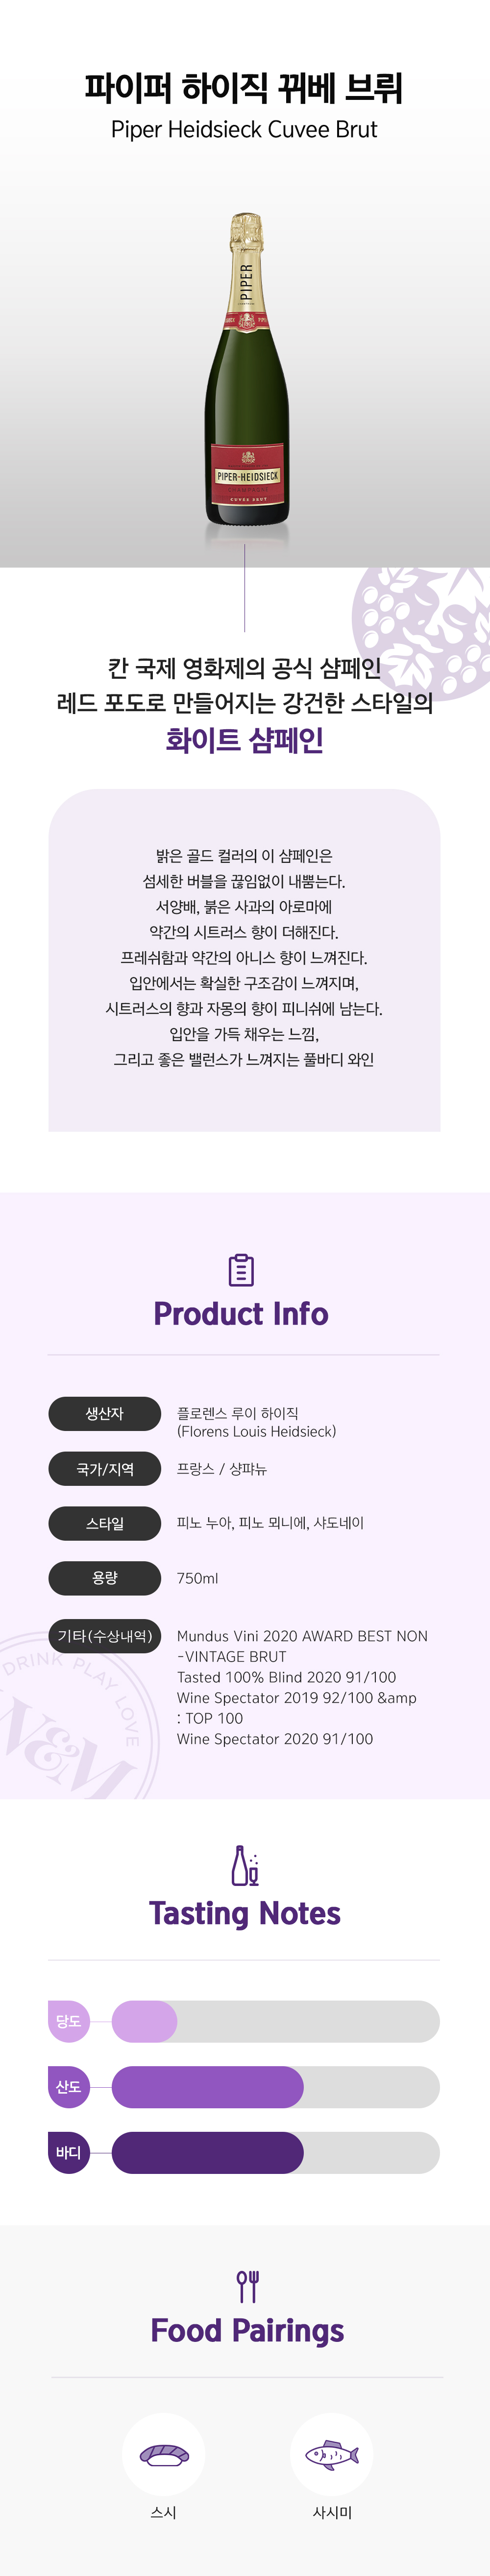 파이퍼 하이직 뀌베 브뤼
Piper Heidsieck Cuvee Brut
PIPER
PIPER-HEIDSIECK
CHAMPAGNE
CUVÉE BRUT
칸 국제 영화제의 공식 샴페인
레드 포도로 만들어지는 강건한 스타일의
화이트 샴페인
밝은 골드 컬러의 이 샴페인은
섬세한 버블을 끊임없이 내뿜는다.
서양배, 붉은 사과의 아로마에
약간의 시트러스 향이 더해진다.
프레쉬함과 약간의 아니스 향이 느껴진다.
입안에서는 확실한 구조감이 느껴지며,
시트러스의 향과 자몽의 향이 피니쉬에 남는다.
입안을 가득 채우는 느낌,
그리고 좋은 밸런스가 느껴지는 풀바디 와인
Product Info
생산자
플로렌스 루이 하이직
(Florens Louis Heidsieck)
국가/지역
프랑스 / 샹파뉴
스타일
피노 누아, 피노 뫼니에, 샤도네이
용량
750ml
기타(수상내역)
Mundus Vini 2020 AWARD BEST NON
-VINTAGE BRUT
Tasted 100% Blind 2020 91/100
Wine Spectator 2019 92/100 &amp
: TOP 100
Wine Spectator 2020 91/100
DRINK PLAY LOVE
W&M
Tasting Notes
당도
산도
바디
Food Pairings
스시
사시미